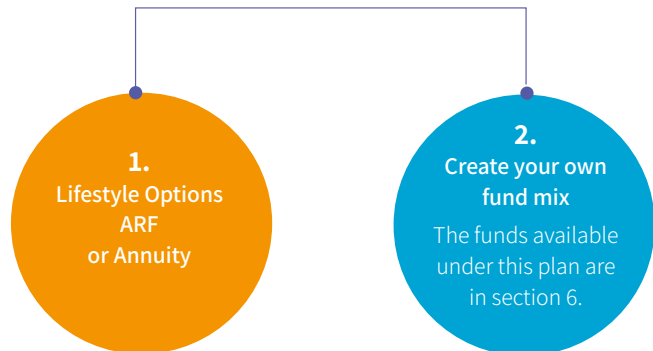 1.
Lifestyle Options
ARF
or Annuity
2.
Create your own
fund mix
The funds available
under this plan are
in section 6.